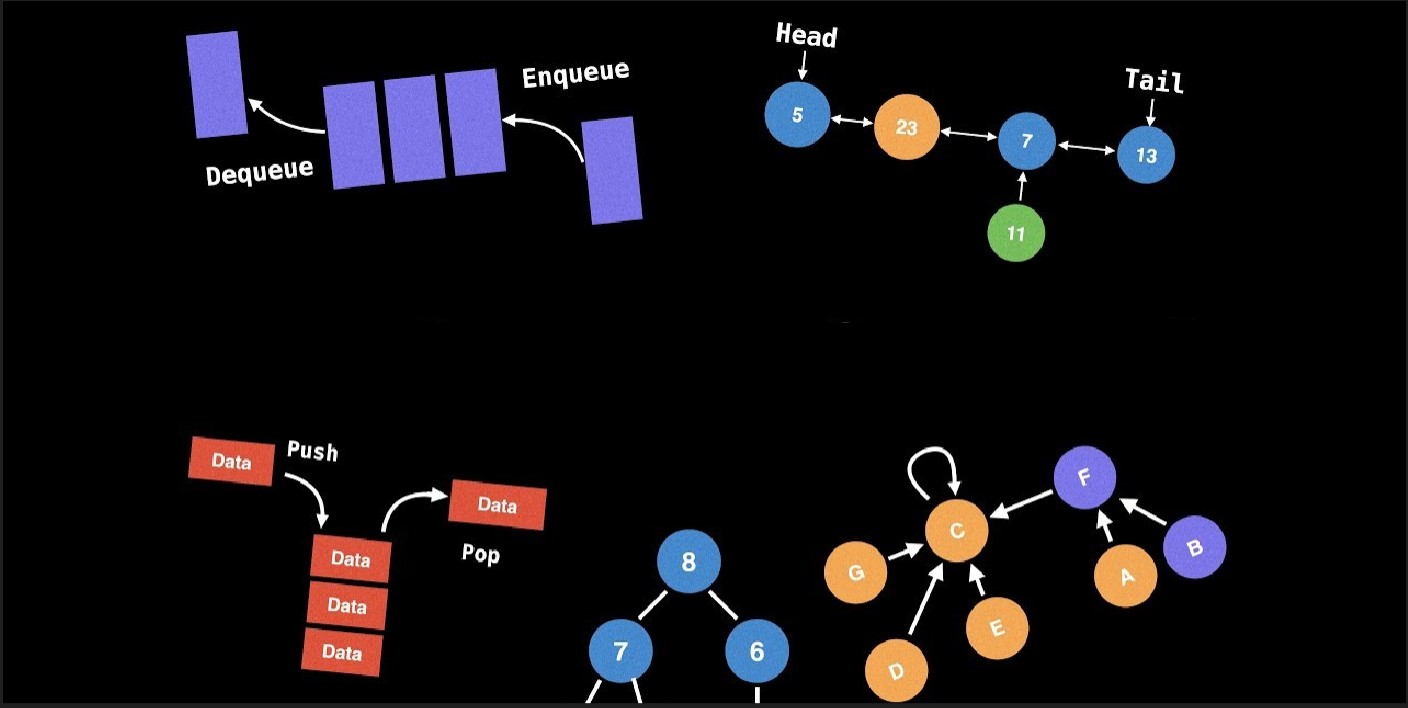 Enqueue
Dequeue
Head
Tail
5
23
7
13
11
Data
Push
Data
Pop
Data
Data
Data
8
7
6
C
F
G
B
A
E
D